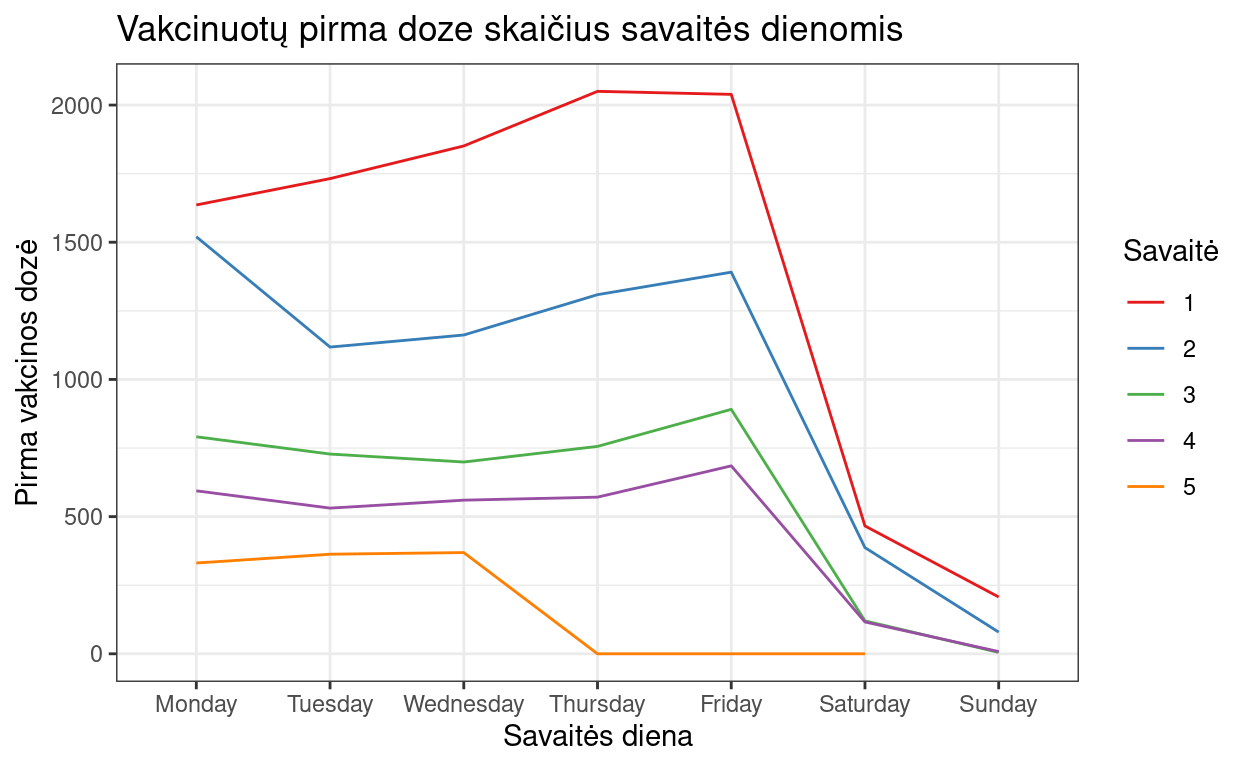 Vakcinuotų pirma doze skaičius savaitės dienomis
Pirma vakcinos dozė
2000
1500
1000
500
0
Monday Tuesday Wednesday Thursday Friday Saturday Sunday
Savaitės diena
Savaitė
1
2
3
4
5